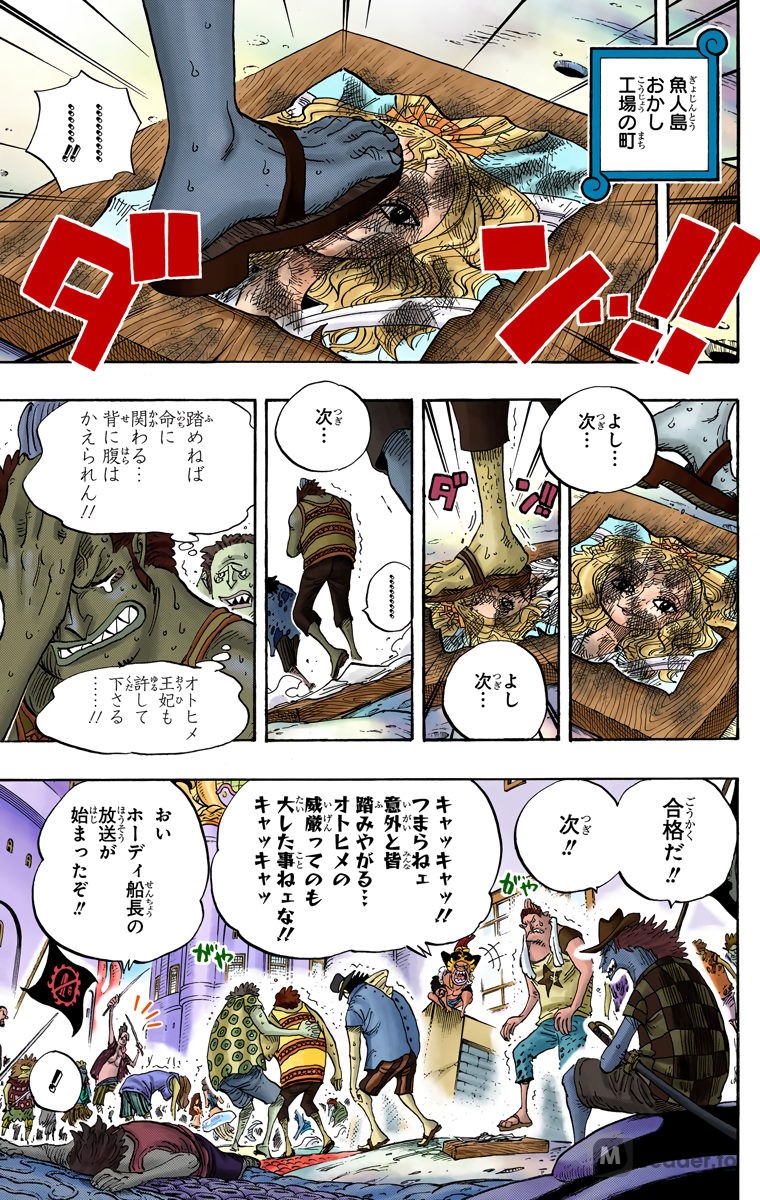 魚人島
おかし
工場の町
………
………!!
ダン!!!
よし…
次…
ダン!!
よし
次…
………
次…
踏めねば
命に
関わる…
背に腹は
かえられん!!
オトヒメ
王妃も
許して
下さる
……!!
合格だ!!
次!!
キャッキャッ!!
つまらねェ
意外と皆
踏みやがる…
オトヒメの
威厳ってのも
大した事ねェな!!
キャッキャッ
おい
ホーディ船長の
放送が
始まったぞ!!
がや
がや
!